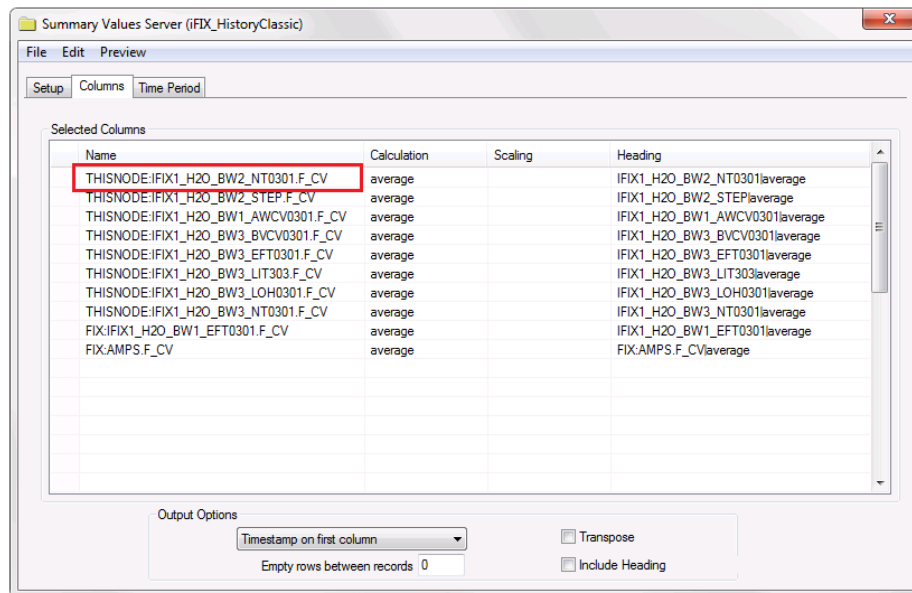 Summary Values Server (iFIX_HistoryClassic)
File Edit Preview
Setup Columns Time Period
Selected Columns
Name Calculation Scaling Heading
THISNODE:IFIX1_H2O_BW2_NT0301.F_CV average IFIX1_H2O_BW2_NT0301|average
THISNODE:IFIX1_H2O_BW2_STEP.F_CV average IFIX1_H2O_BW2_STEP|average
THISNODE:IFIX1_H2O_BW1_AWCV0301.F_CV average IFIX1_H2O_BW1_AWCV0301|average
THISNODE:IFIX1_H2O_BW3_BVCV0301.F_CV average IFIX1_H2O_BW3_BVCV0301|average
THISNODE:IFIX1_H2O_BW3_EFT0301.F_CV average IFIX1_H2O_BW3_EFT0301|average
THISNODE:IFIX1_H2O_BW3_LIT303.F_CV average IFIX1_H2O_BW3_LIT303|average
THISNODE:IFIX1_H2O_BW3_LOH0301.F_CV average IFIX1_H2O_BW3_LOH0301|average
THISNODE:IFIX1_H2O_BW3_NT0301.F_CV average IFIX1_H2O_BW3_NT0301|average
FIX:IFIX1_H2O_BW1_EFT0301.F_CV average IFIX1_H2O_BW1_EFT0301|average
FIX:AMPS.F_CV average FIX:AMPS.F_CV|average
Output Options
Timestamp on first column Transpose
Empty rows between records 0 Include Heading